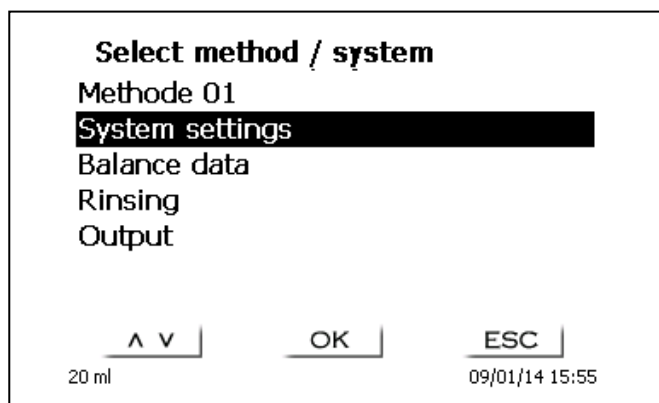 Select method / system
Methode 01
System settings
Balance data
Rinsing
Output
∧ ∨ OK ESC
20 ml 09/01/14 15:55